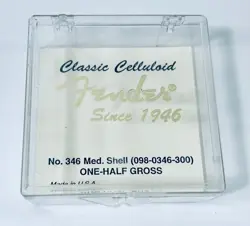 Classic Celluloid
Fender
Since 1946
No. 346 Med. Shell (098-0346-300)
ONE-HALF GROSS
Made in U.S.A.